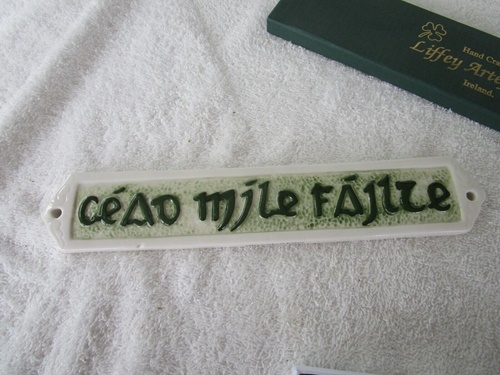 Céad míle fáilte
Hand Cra
Liffey Arte
Ireland.